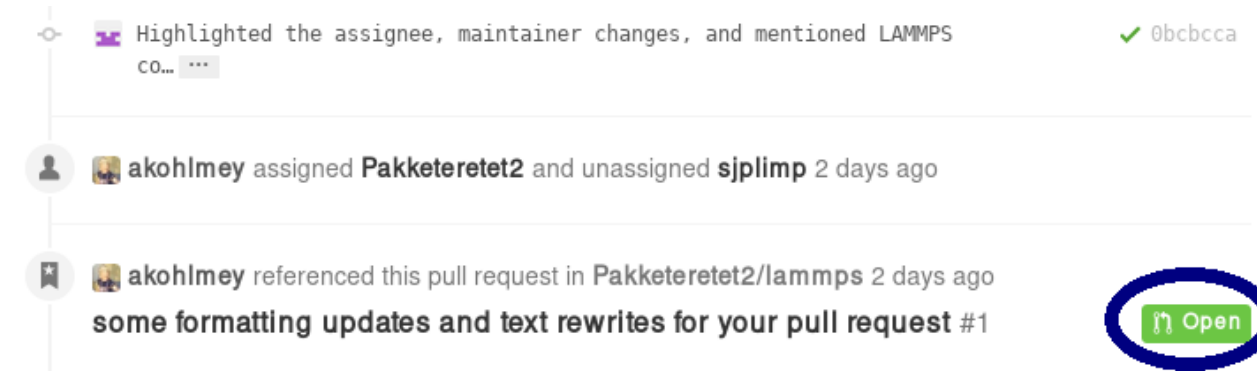 Highlighted the assignee, maintainer changes, and mentioned LAMMPS 0bcbcca
co… ...
akohlmey assigned Pakketeretet2 and unassigned sjplimp 2 days ago
akohlmey referenced this pull request in Pakketeretet2/lammps 2 days ago
some formatting updates and text rewrites for your pull request #1 Open